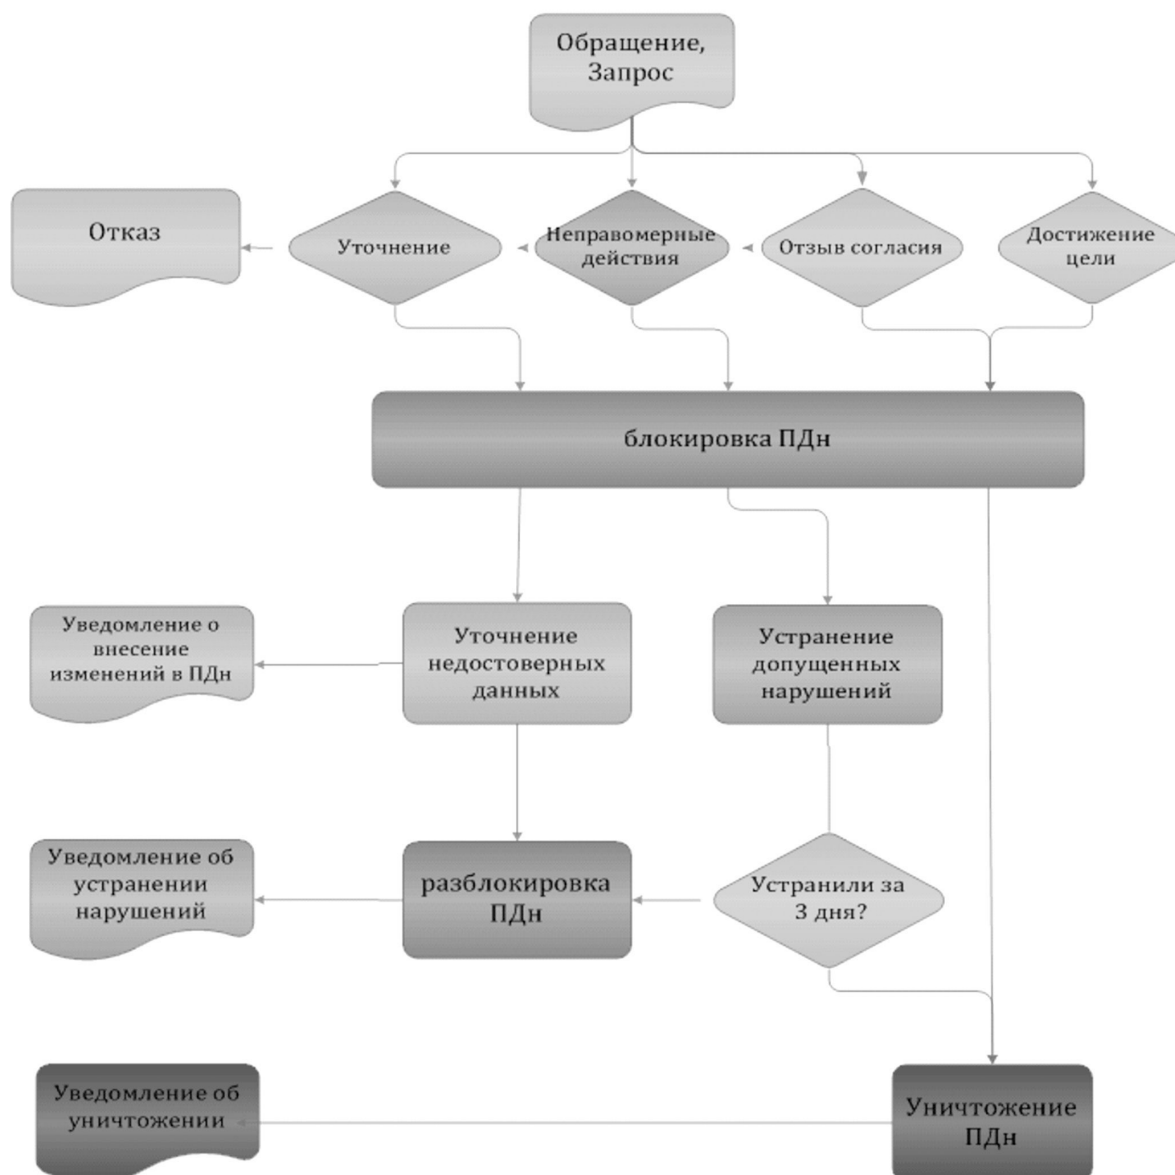 Обращение,
Запрос
Отказ
Уточнение
Неправомерные
действия
Отзыв согласия
Достижение
цели
блокировка ПДн
Уведомление о
внесение
изменений в ПДн
Уточнение
недостоверных
данных
Устранение
допущенных
нарушений
Уведомление об
устранении
нарушений
разблокировка
ПДн
Устранили за
3 дня?
Уведомление об
уничтожении
Уничтожение
ПДн